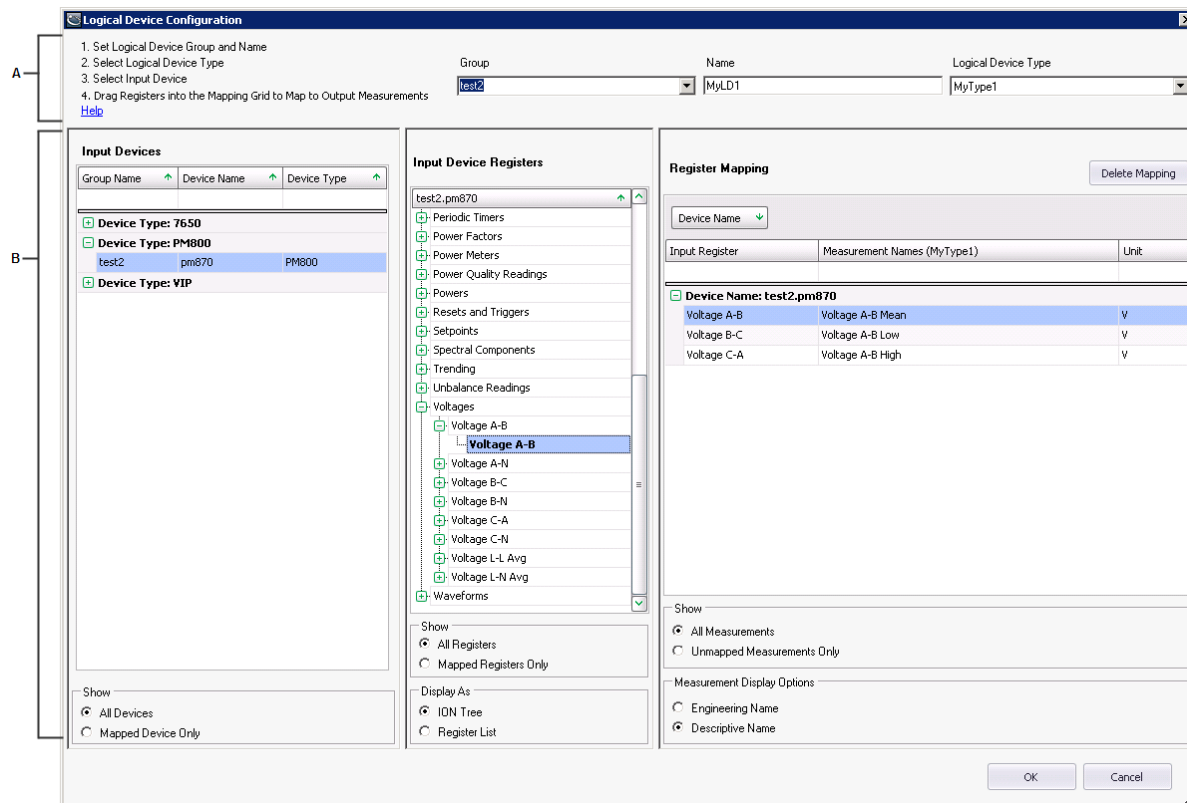 Logical Device Configuration
A
1. Set Logical Device Group and Name
2. Select Logical Device Type
3. Select Input Device
4. Drag Registers into the Mapping Grid to Map to Output Measurements
Help
Group
test2
Name
MyLD1
Logical Device Type
MyType1
B
Input Devices
Group Name Device Name Device Type
Device Type: 7650
Device Type: PM800
test2 pm870 PM800
Device Type: VIP
Show
All Devices
Mapped Device Only
Input Device Registers
test2.pm870
Periodic Timers
Power Factors
Power Meters
Power Quality Readings
Powers
Resets and Triggers
Setpoints
Spectral Components
Trending
Unbalance Readings
Voltages
Voltage A-B
Voltage A-B
Voltage A-N
Voltage B-C
Voltage B-N
Voltage C-A
Voltage C-N
Voltage L-L Avg
Voltage L-N Avg
Waveforms
Show
All Registers
Mapped Registers Only
Display As
ION Tree
Register List
Register Mapping
Delete Mapping
Device Name
Input Register Measurement Names (MyType1) Unit
Device Name: test2.pm870
Voltage A-B Voltage A-B Mean V
Voltage B-C Voltage A-B Low V
Voltage C-A Voltage A-B High V
Show
All Measurements
Unmapped Measurements Only
Measurement Display Options
Engineering Name
Descriptive Name
OK Cancel